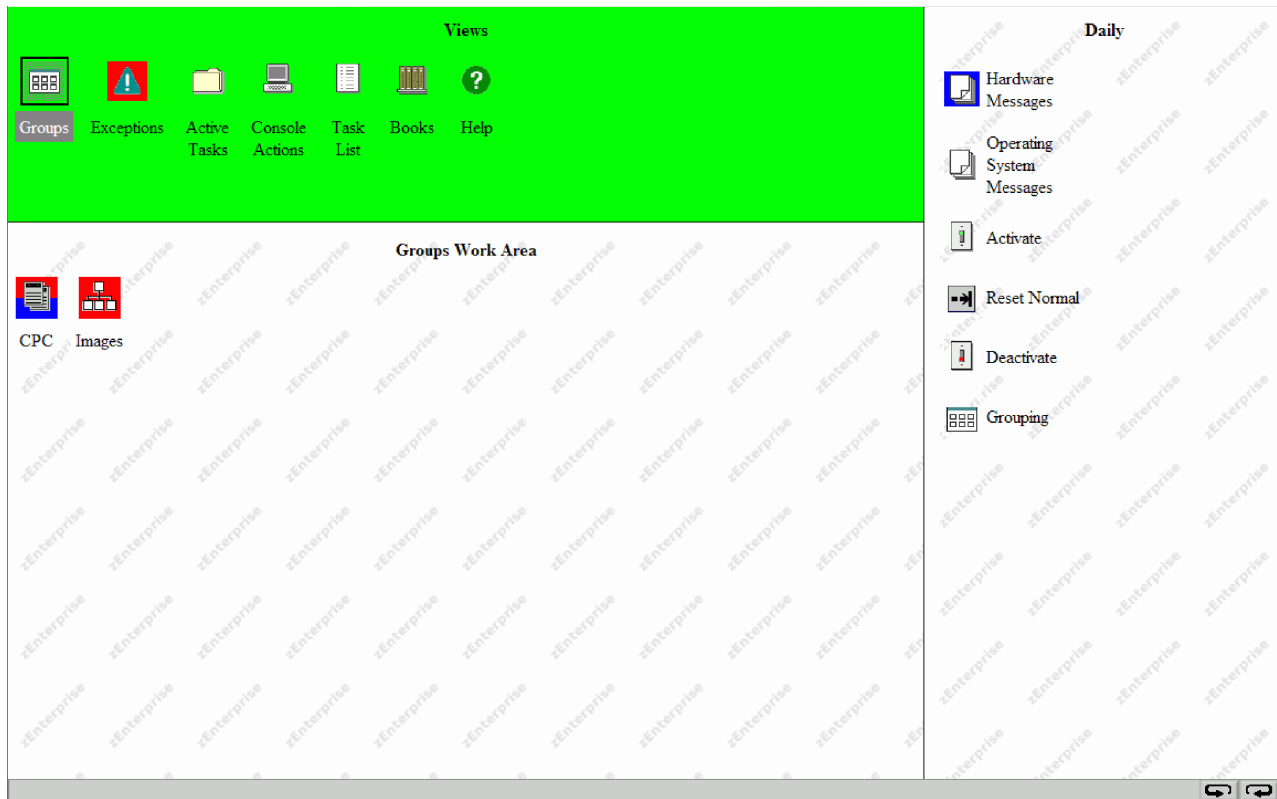 Views
Groups
Exceptions
Active
Tasks
Console
Actions
Task
List
Books
Help
Groups Work Area
CPC
Images
Daily
Hardware
Messages
Operating
System
Messages
Activate
Reset Normal
Deactivate
Grouping
zEnterprise